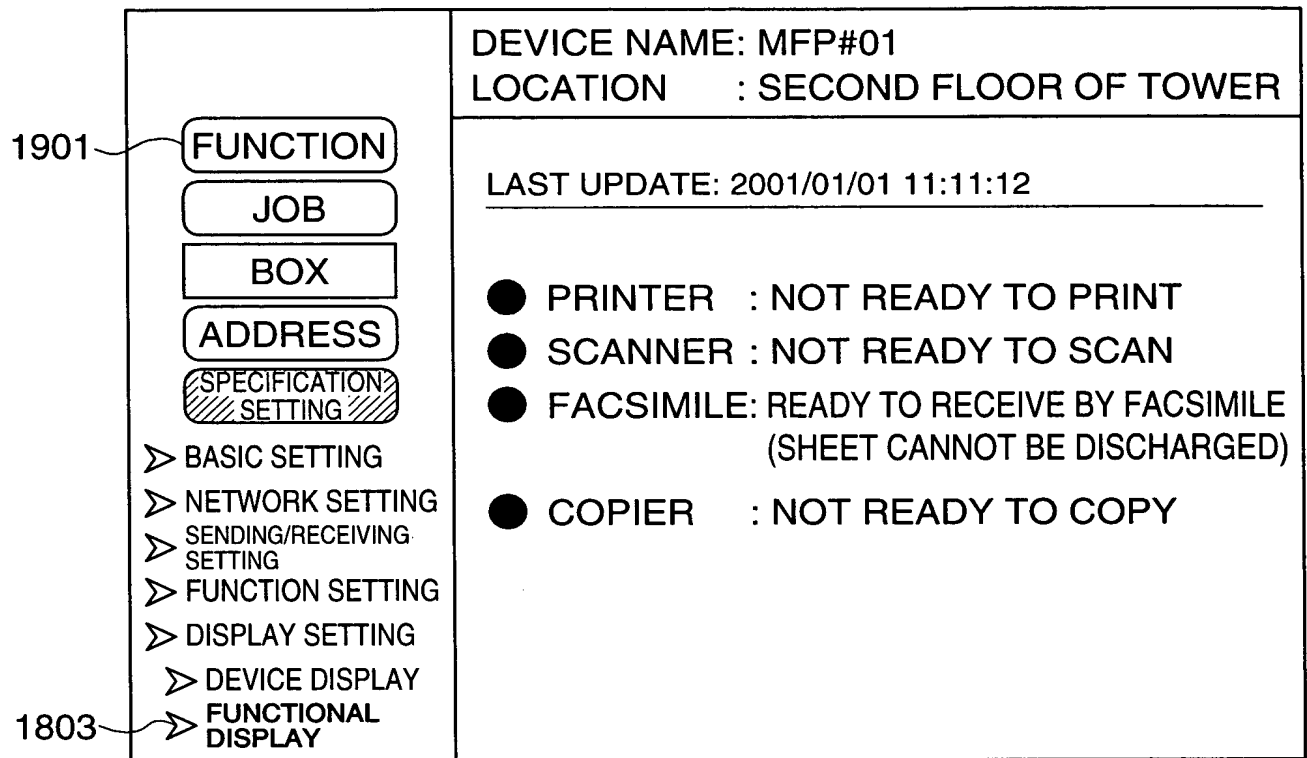 DEVICE NAME: MFP#01
LOCATION : SECOND FLOOR OF TOWER
1901
FUNCTION
JOB
BOX
ADDRESS
SPECIFICATION
SETTING
BASIC SETTING
NETWORK SETTING
SENDING/RECEIVING
SETTING
FUNCTION SETTING
DISPLAY SETTING
DEVICE DISPLAY
1803
FUNCTIONAL
DISPLAY
LAST UPDATE: 2001/01/01 11:11:12
PRINTER : NOT READY TO PRINT
SCANNER : NOT READY TO SCAN
FACSIMILE: READY TO RECEIVE BY FACSIMILE
(SHEET CANNOT BE DISCHARGED)
COPIER : NOT READY TO COPY